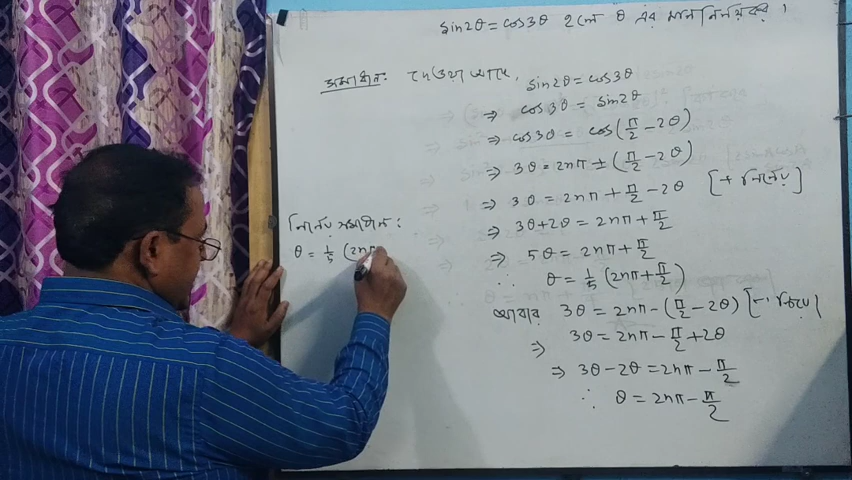 sin2θ = cos3θ হলে θ এর মান নির্ণয় কর ।
সমাধান: দেওয়া আছে,
sin2θ = cos3θ
⇒ cos3θ = sin2θ
⇒ cos3θ = cos(π/2 − 2θ)
⇒ 3θ = 2nπ ± (π/2 − 2θ)
⇒ 3θ = 2nπ + π/2 − 2θ [+ নিয়ে]
⇒ 3θ + 2θ = 2nπ + π/2
⇒ 5θ = 2nπ + π/2
∴ θ = 1/5 (2nπ + π/2)
আবার 3θ = 2nπ − (π/2 − 2θ) [− নিয়ে]
⇒ 3θ = 2nπ − π/2 + 2θ
⇒ 3θ − 2θ = 2nπ − π/2
∴ θ = 2nπ − π/2
নির্ণেয় সমাধান :
θ = 1/5 (2nπ